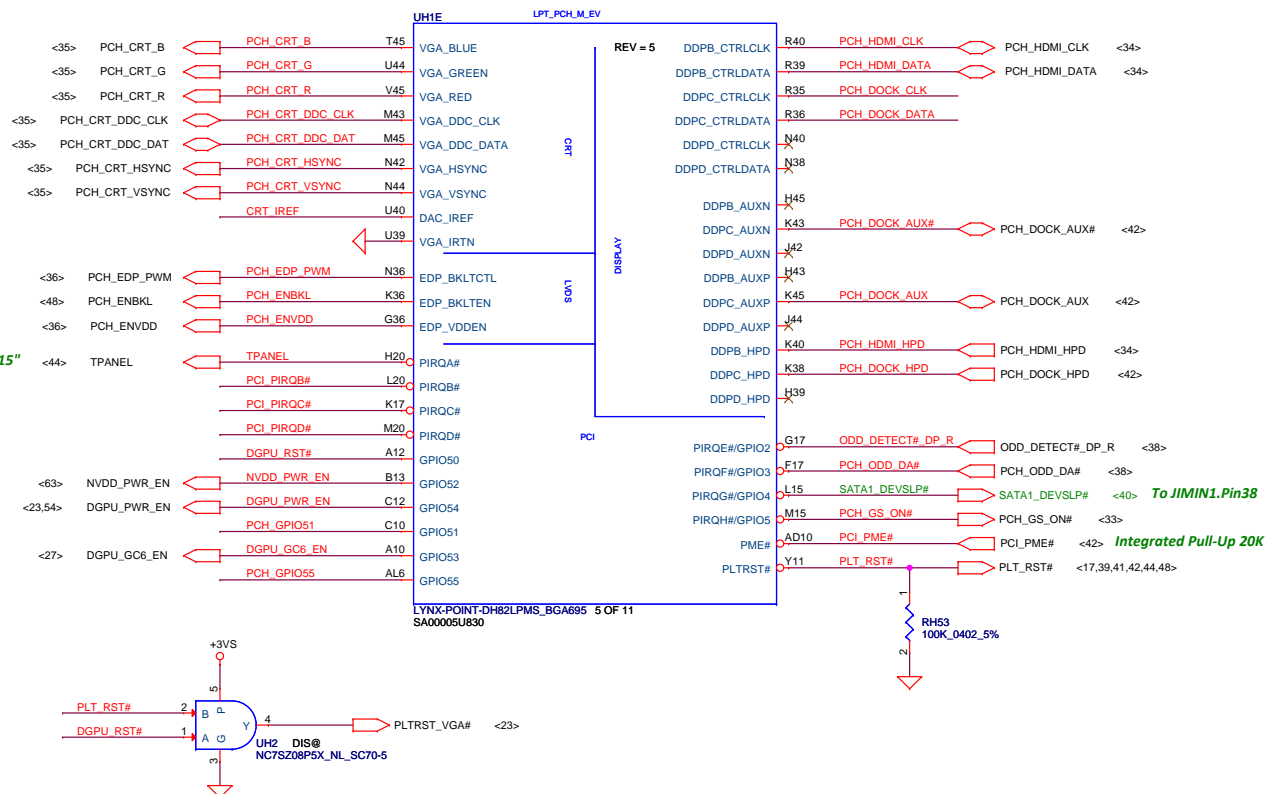 UH1E
LPT_PCH_M_EV
REV = 5
<35> PCH_CRT_B PCH_CRT_B T45 VGA_BLUE
<35> PCH_CRT_G PCH_CRT_G U44 VGA_GREEN
<35> PCH_CRT_R PCH_CRT_R V45 VGA_RED
<35> PCH_CRT_DDC_CLK PCH_CRT_DDC_CLK M43 VGA_DDC_CLK
<35> PCH_CRT_DDC_DAT PCH_CRT_DDC_DAT M45 VGA_DDC_DATA
<35> PCH_CRT_HSYNC PCH_CRT_HSYNC N42 VGA_HSYNC
<35> PCH_CRT_VSYNC PCH_CRT_VSYNC N44 VGA_VSYNC
CRT_IREF U40 DAC_IREF
U39 VGA_IRTN
<36> PCH_EDP_PWM PCH_EDP_PWM N36 EDP_BKLTCTL
<48> PCH_ENBKL PCH_ENBKL K36 EDP_BKLTEN
<36> PCH_ENVDD PCH_ENVDD G36 EDP_VDDEN
15" <44> TPANEL TPANEL H20 PIRQA#
PCI_PIRQB# L20 PIRQB#
PCI_PIRQC# K17 PIRQC#
PCI_PIRQD# M20 PIRQD#
DGPU_RST# A12 GPIO50
<63> NVDD_PWR_EN NVDD_PWR_EN B13 GPIO52
<23,54> DGPU_PWR_EN DGPU_PWR_EN C12 GPIO54
PCH_GPIO51 C10 GPIO51
<27> DGPU_GC6_EN DGPU_GC6_EN A10 GPIO53
PCH_GPIO55 AL6 GPIO55
CRT
LVDS
DISPLAY
PCI
DDPB_CTRLCLK R40 PCH_HDMI_CLK PCH_HDMI_CLK <34>
DDPB_CTRLDATA R39 PCH_HDMI_DATA PCH_HDMI_DATA <34>
DDPC_CTRLCLK R35 PCH_DOCK_CLK
DDPC_CTRLDATA R36 PCH_DOCK_DATA
DDPD_CTRLCLK N40
DDPD_CTRLDATA N38
DDPB_AUXN H45
DDPC_AUXN K43 PCH_DOCK_AUX# PCH_DOCK_AUX# <42>
DDPD_AUXN J42
DDPB_AUXP H43
DDPC_AUXP K45 PCH_DOCK_AUX PCH_DOCK_AUX <42>
DDPD_AUXP J44
DDPB_HPD K40 PCH_HDMI_HPD PCH_HDMI_HPD <34>
DDPC_HPD K38 PCH_DOCK_HPD PCH_DOCK_HPD <42>
DDPD_HPD H39
PIRQE#/GPIO2 G17 ODD_DETECT#_DP_R ODD_DETECT#_DP_R <38>
PIRQF#/GPIO3 F17 PCH_ODD_DA# PCH_ODD_DA# <38>
PIRQG#/GPIO4 L15 SATA1_DEVSLP# SATA1_DEVSLP# <40> To JIMIN1.Pin38
PIRQH#/GPIO5 M15 PCH_GS_ON# PCH_GS_ON# <33>
PME# AD10 PCI_PME# PCI_PME# <42> Integrated Pull-Up 20K
PLTRST# Y11 PLT_RST# PLT_RST# <17,39,41,42,44,48>
LYNX-POINT-DH82LPMS_BGA695 5 OF 11
SA00005U830
1
RH53
100K_0402_5%
2
+3VS
5
PLT_RST# 2 B P
Y 4 PLTRST_VGA# <23>
DGPU_RST# 1 A G
3
UH2 DIS@
NC7SZ08P5X_NL_SC70-5